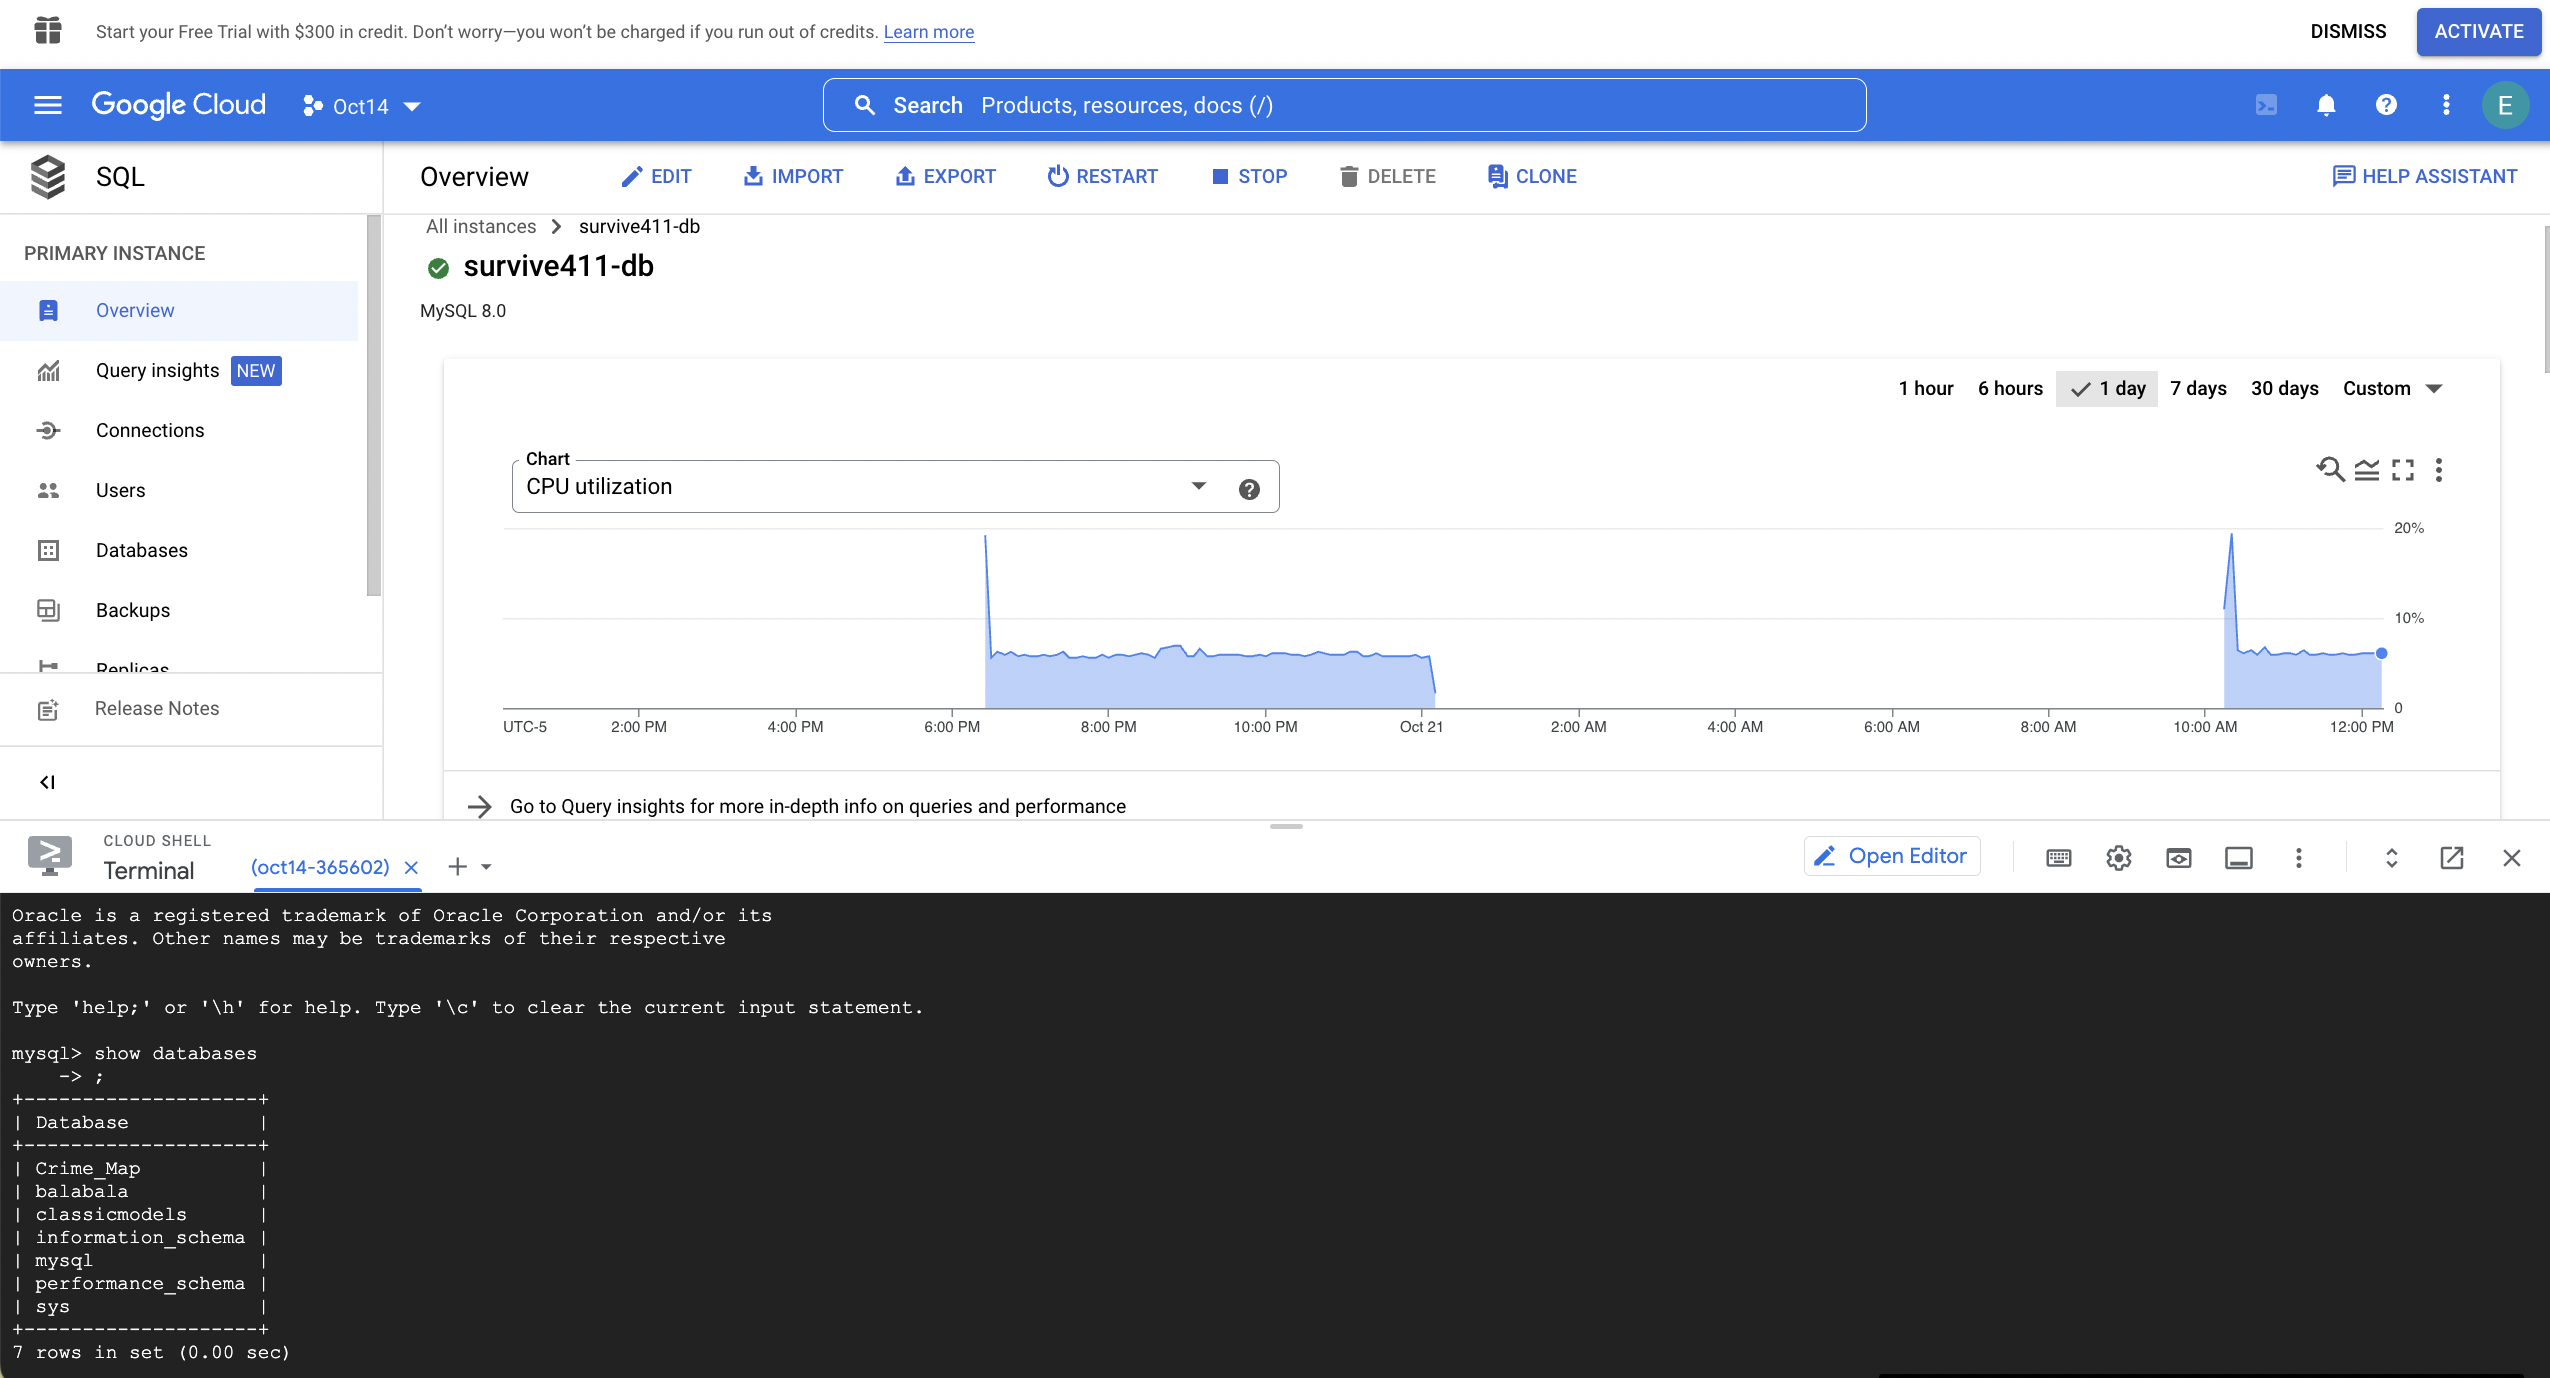 Start your Free Trial with $300 in credit. Don't worry—you won't be charged if you run out of credits. Learn more
DISMISS
ACTIVATE
Google Cloud
Oct14
Search Products, resources, docs (/)
E
SQL
Overview
EDIT
IMPORT
EXPORT
RESTART
STOP
DELETE
CLONE
HELP ASSISTANT
PRIMARY INSTANCE
Overview
Query insights NEW
Connections
Users
Databases
Backups
Replicas
Release Notes
All instances > survive411-db
survive411-db
MySQL 8.0
1 hour 6 hours 1 day 7 days 30 days Custom
Chart
CPU utilization
20%
10%
0
UTC-5 2:00 PM 4:00 PM 6:00 PM 8:00 PM 10:00 PM Oct 21 2:00 AM 4:00 AM 6:00 AM 8:00 AM 10:00 AM 12:00 PM
Go to Query insights for more in-depth info on queries and performance
CLOUD SHELL
Terminal
(oct14-365602)
Open Editor
Oracle is a registered trademark of Oracle Corporation and/or its
affiliates. Other names may be trademarks of their respective
owners.
Type 'help;' or '\h' for help. Type '\c' to clear the current input statement.
mysql> show databases
    -> ;
+--------------------+
| Database           |
+--------------------+
| Crime_Map          |
| balabala           |
| classicmodels      |
| information_schema |
| mysql              |
| performance_schema |
| sys                |
+--------------------+
7 rows in set (0.00 sec)